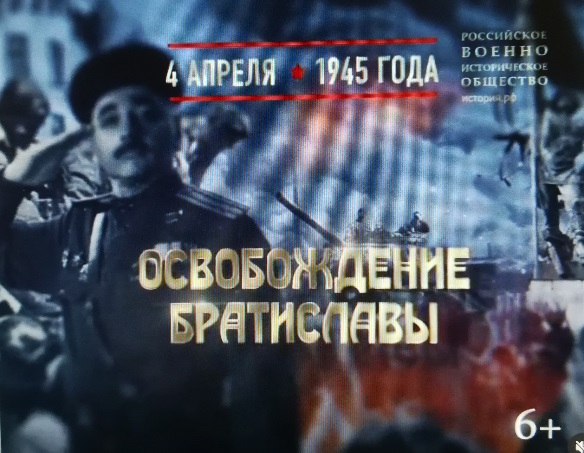 4 АПРЕЛЯ ★ 1945 ГОДА
РОССИЙСКОЕ
ВОЕННО
ИСТОРИЧЕСКОЕ
ОБЩЕСТВО
история.рф
ОСВОБОЖДЕНИЕ
БРАТИСЛАВЫ
6+